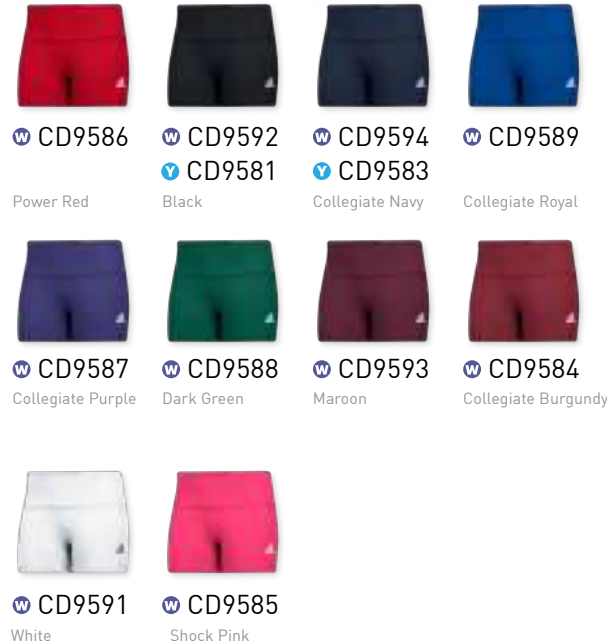 W CD9586
W CD9592
W CD9594
W CD9589
Y CD9581
Y CD9583
Power Red
Black
Collegiate Navy
Collegiate Royal
W CD9587
W CD9588
W CD9593
W CD9584
Collegiate Purple
Dark Green
Maroon
Collegiate Burgundy
W CD9591
W CD9585
White
Shock Pink